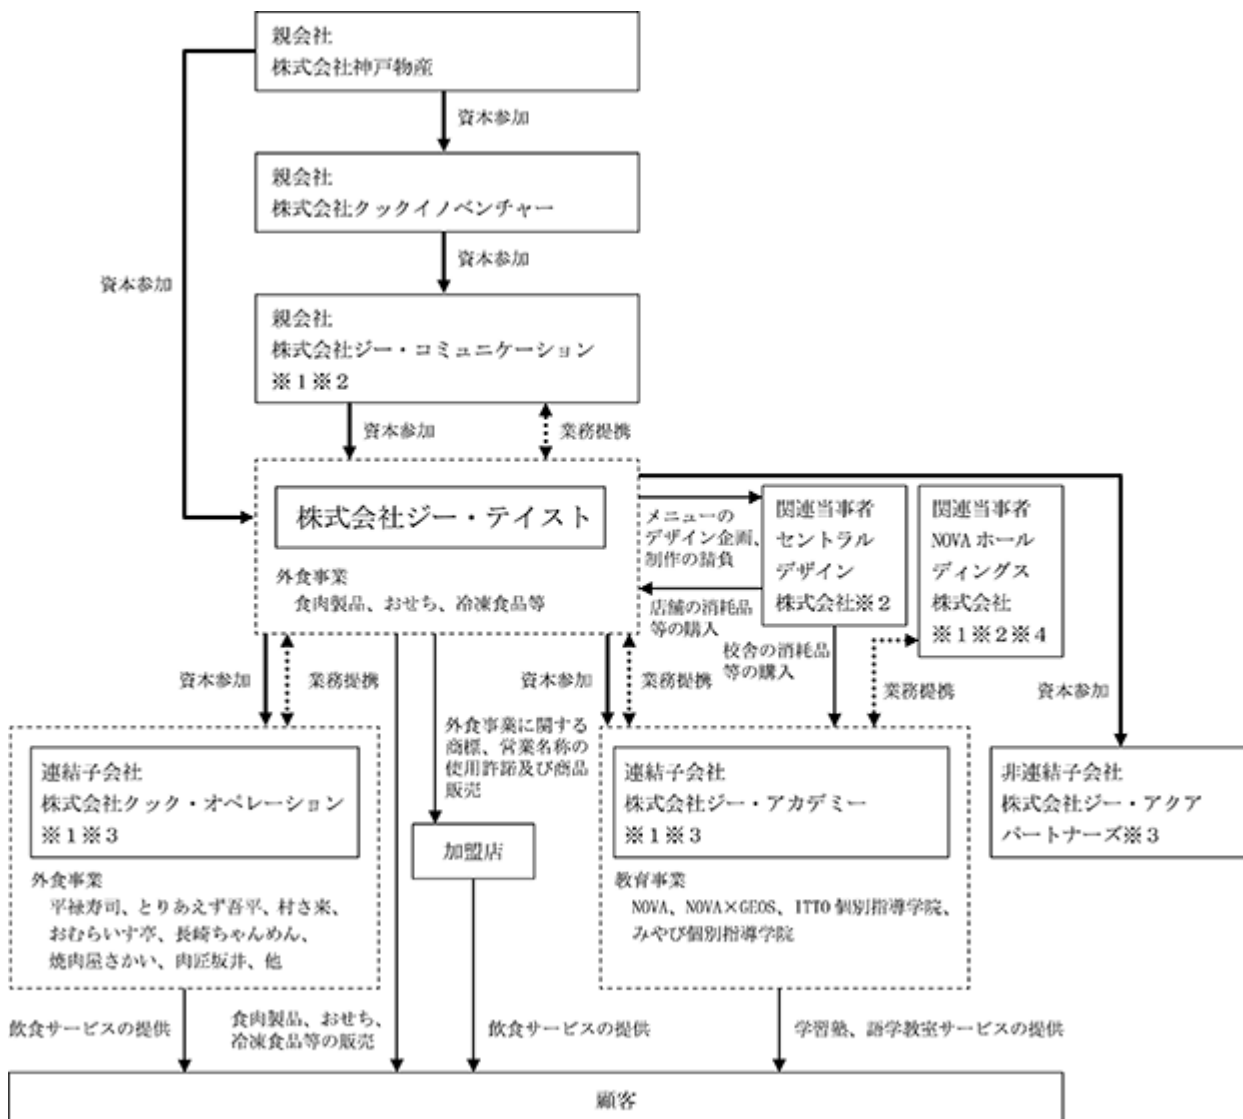 親会社
株式会社神戸物産
資本参加
親会社
株式会社クックイノベンチャー
資本参加
資本参加
親会社
株式会社ジー・コミュニケーション
※1※2
資本参加
業務提携
株式会社ジー・テイスト
外食事業
食肉製品、おせち、冷凍食品等
メニューの
デザイン企画、
制作の請負
店舗の消耗品
等の購入
関連当事者
セントラル
デザイン
株式会社※2
関連当事者
NOVAホール
ディングス
株式会社
※1※2※4
校舎の消耗品
等の購入
資本参加
業務提携
資本参加
業務提携
業務提携
資本参加
外食事業に関する
商標、営業名称の
使用許諾及び商品
販売
連結子会社
株式会社クック・オペレーション
※1※3
外食事業
平禄寿司、とりあえず吾平、村さ来、
おむらいす亭、長崎ちゃんめん、
焼肉屋さかい、肉匠坂井、他
加盟店
連結子会社
株式会社ジー・アカデミー
※1※3
教育事業
NOVA、NOVA×GEOS、ITTO個別指導学院、
みやび個別指導学院
非連結子会社
株式会社ジー・アクア
パートナーズ※3
飲食サービスの提供
食肉製品、おせち、
冷凍食品等の販売
飲食サービスの提供
学習塾、語学教室サービスの提供
顧客